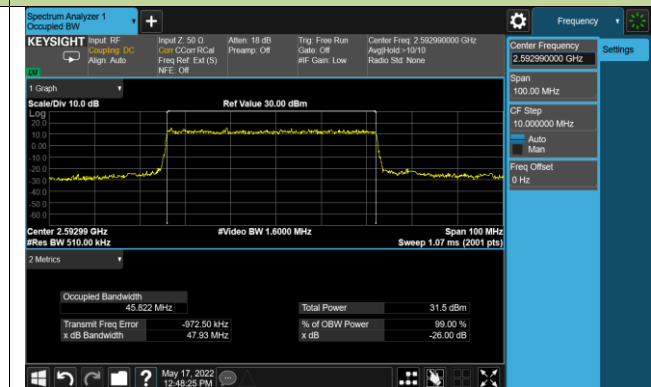 Spectrum Analyzer 1
Occupied BW
+
Frequency
KEYSIGHT
Input: RF
Coupling: DC
Align: Auto
Input Z: 50 Ω
Corr CCorr RCal
Freq Ref: Ext (S)
NFE: Off
Atten: 18 dB
Preamp: Off
Trig: Free Run
Gate: Off
#IF Gain: Low
Center Freq: 2.592990000 GHz
Avg|Hold:>10/10
Radio Std: None
Center Frequency
2.592990000 GHz
Settings
Span
100.00 MHz
CF Step
10.000000 MHz
Auto
Man
Freq Offset
0 Hz
1 Graph
Scale/Div 10.0 dB
Ref Value 30.00 dBm
Log
20.0
10.0
0.00
-10.0
-20.0
-30.0
-40.0
-50.0
-60.0
Center 2.59299 GHz
#Video BW 1.6000 MHz
Span 100 MHz
#Res BW 510.00 kHz
Sweep 1.07 ms (2001 pts)
2 Metrics
Occupied Bandwidth
45.822 MHz
Total Power
31.5 dBm
Transmit Freq Error
-972.50 kHz
% of OBW Power
99.00 %
x dB Bandwidth
47.93 MHz
x dB
-26.00 dB
?
May 17, 2022
12:48:25 PM